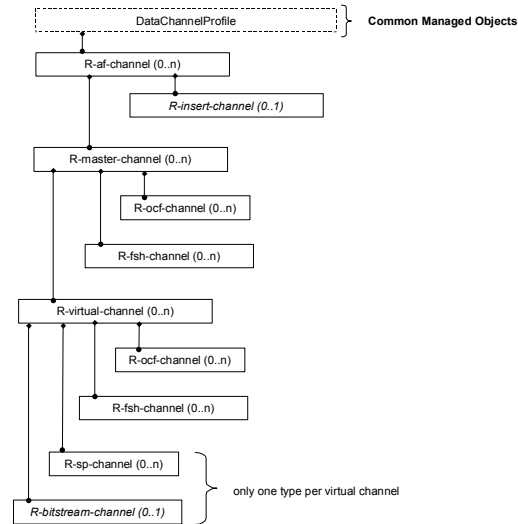 DataChannelProfile
Common Managed Objects
R-af-channel (0..n)
R-insert-channel (0..1)
R-master-channel (0..n)
R-ocf-channel (0..n)
R-fsh-channel (0..n)
R-virtual-channel (0..n)
R-ocf-channel (0..n)
R-fsh-channel (0..n)
R-sp-channel (0..n)
only one type per virtual channel
R-bitstream-channel (0..1)